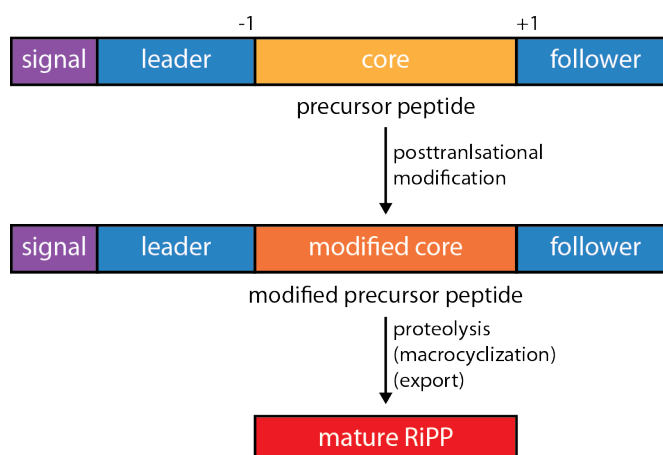 -1 +1
signal leader core follower
precursor peptide
posttranlsational
modification
signal leader modified core follower
modified precursor peptide
proteolysis
(macrocyclization)
(export)
mature RiPP